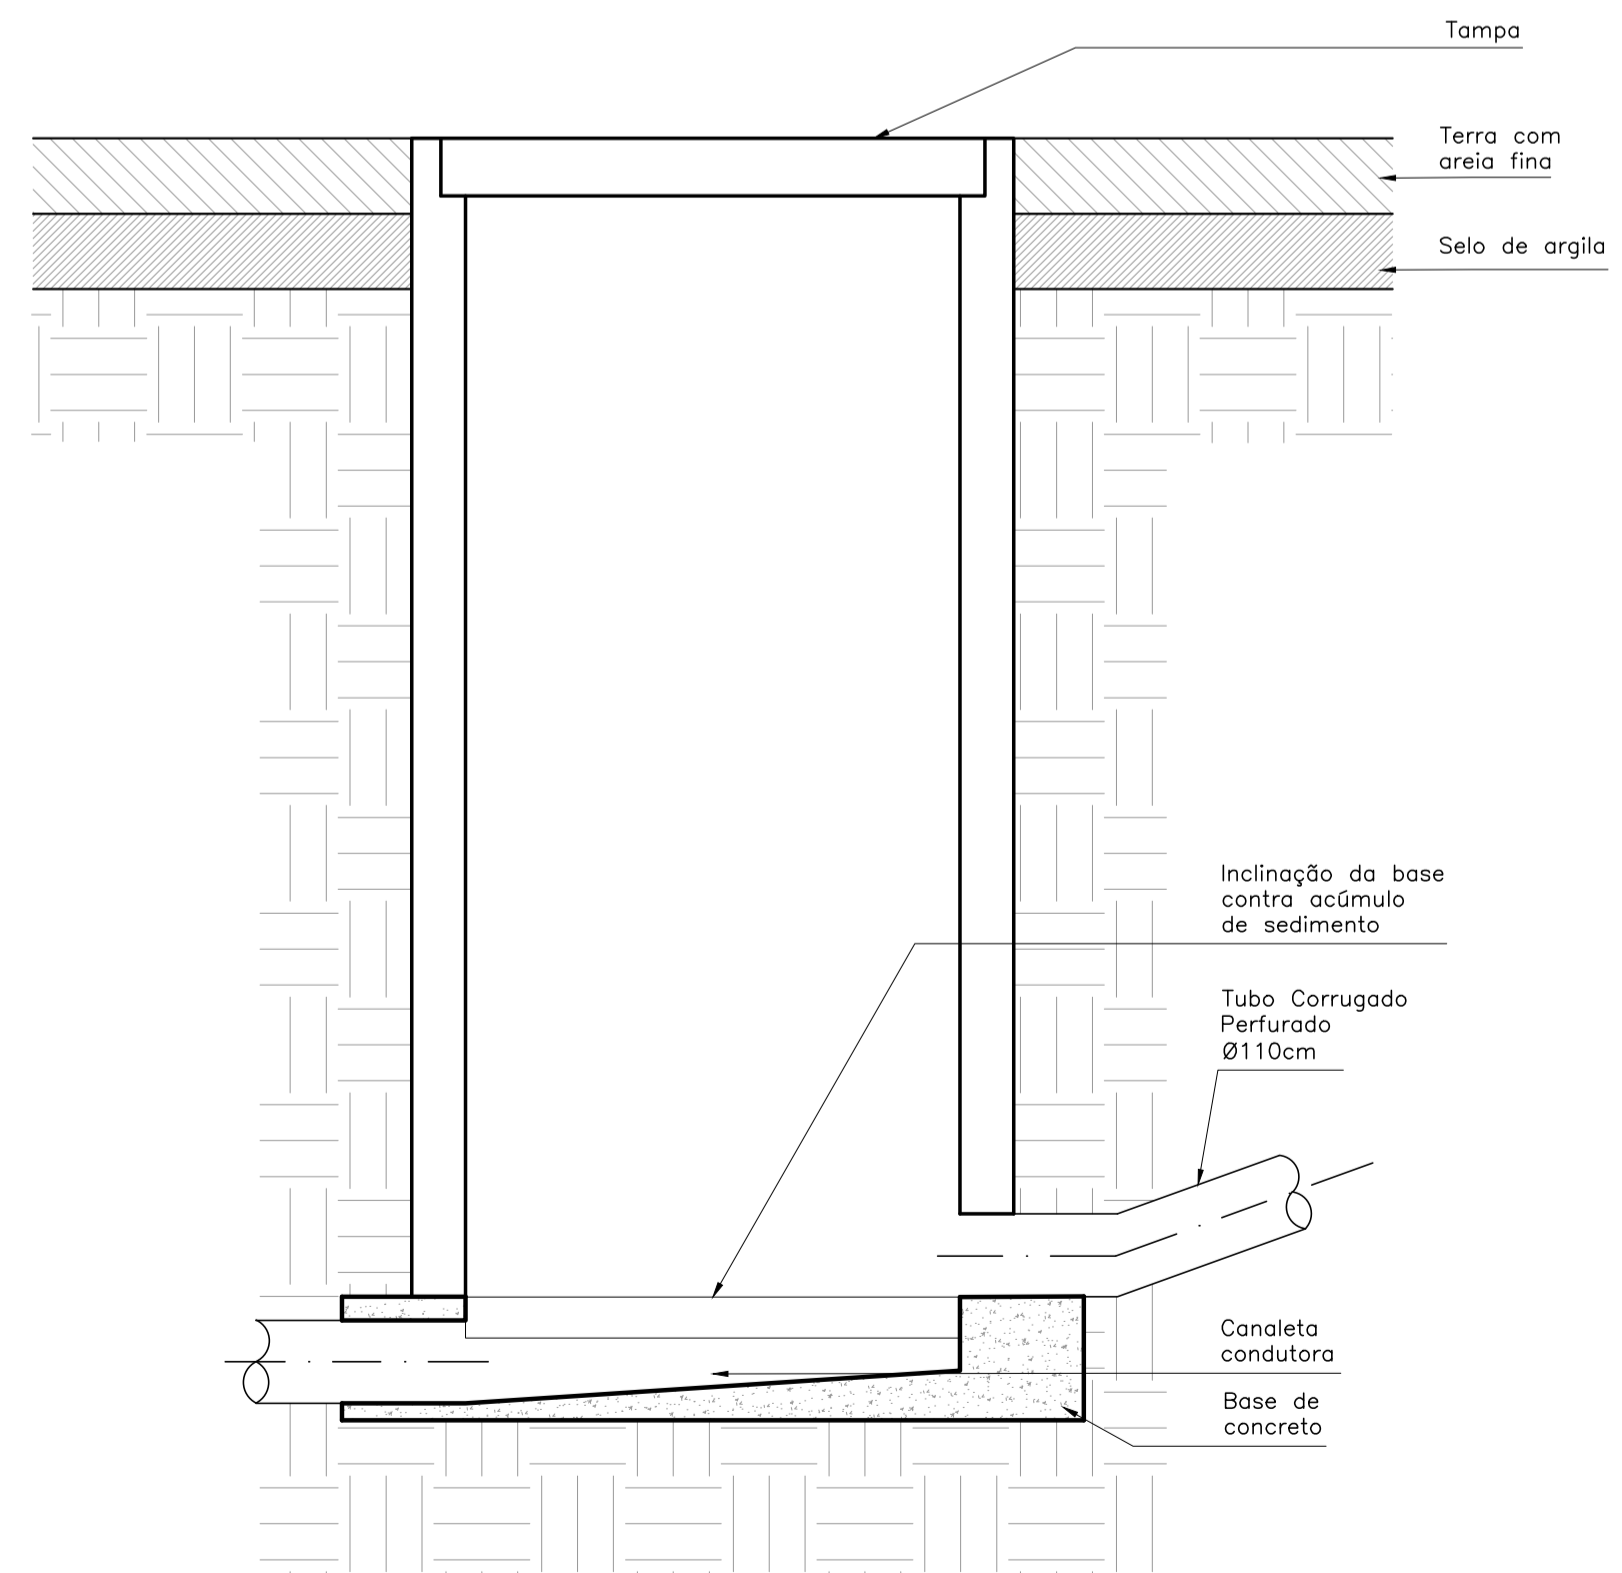 Tampa
Terra com
areia fina
Selo de argila
Inclinação da base
contra acúmulo
de sedimento
Tubo Corrugado
Perfurado
Ø110cm
Canaleta
condutora
Base de
concreto